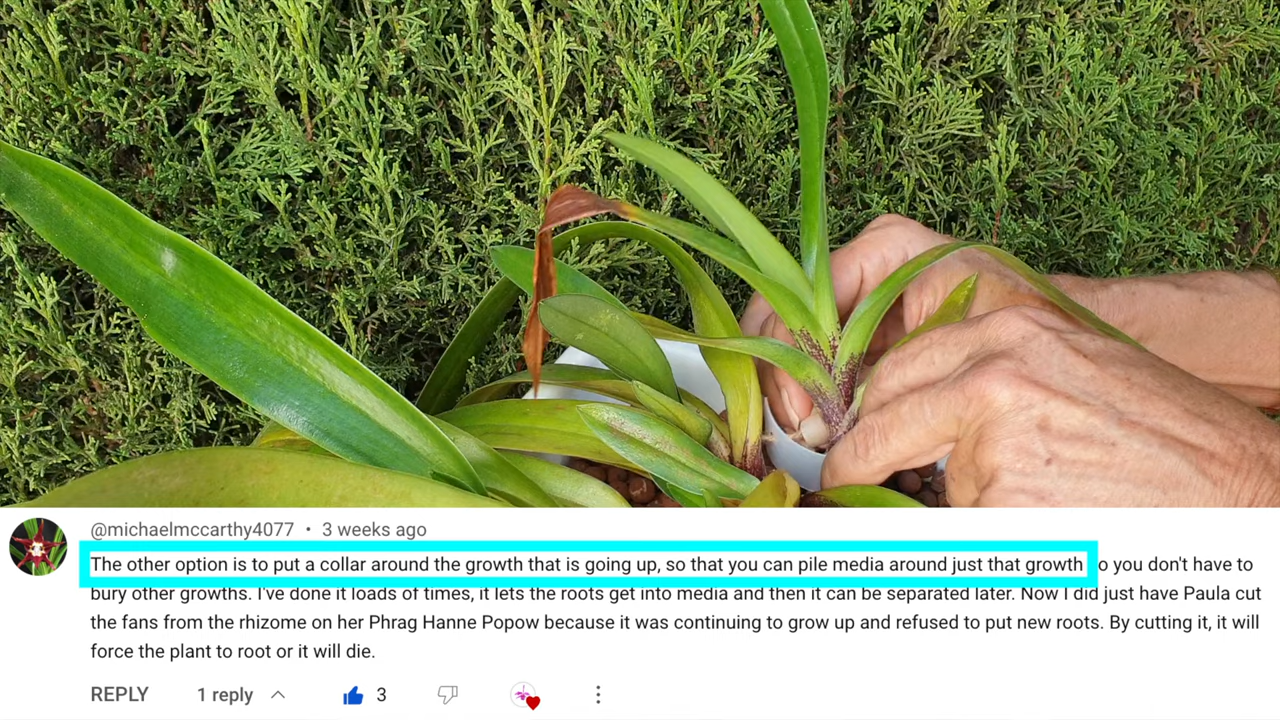 @michaelmccarthy4077 • 3 weeks ago
The other option is to put a collar around the growth that is going up, so that you can pile media around just that growth o you don't have to
bury other growths. I've done it loads of times, it lets the roots get into media and then it can be separated later. Now I did just have Paula cut
the fans from the rhizome on her Phrag Hanne Popow because it was continuing to grow up and refused to put new roots. By cutting it, it will
force the plant to root or it will die.
REPLY 1 reply 3